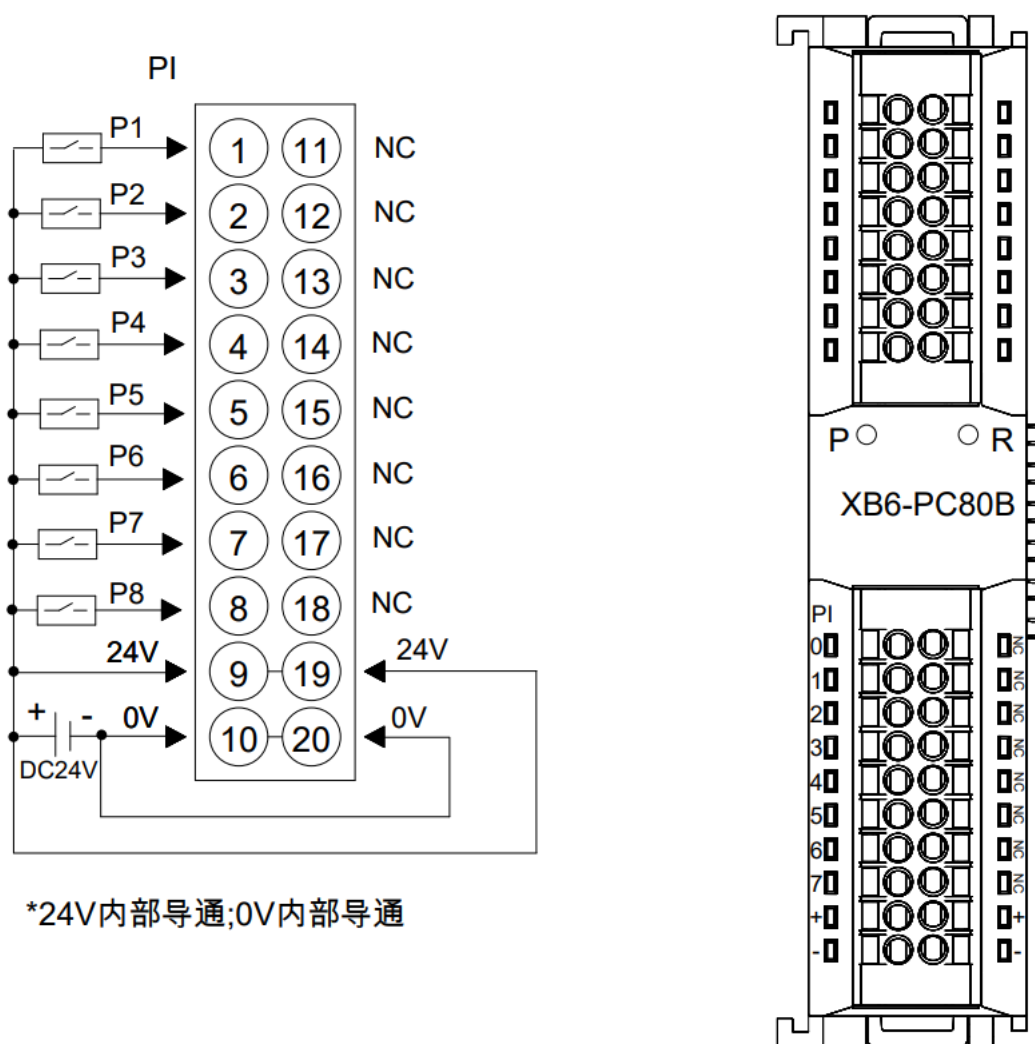 PI
P1
1 11 NC
P2
2 12 NC
P3
3 13 NC
P4
4 14 NC
P5
5 15 NC
P6
6 16 NC
P7
7 17 NC
P8
8 18 NC
24V 9 19 24V
+ - 0V 10 20 0V
DC24V
*24V内部导通;0V内部导通
P R
XB6-PC80B
PI
0 NC
1 NC
2 NC
3 NC
4 NC
5 NC
6 NC
7 NC
+ +
- -